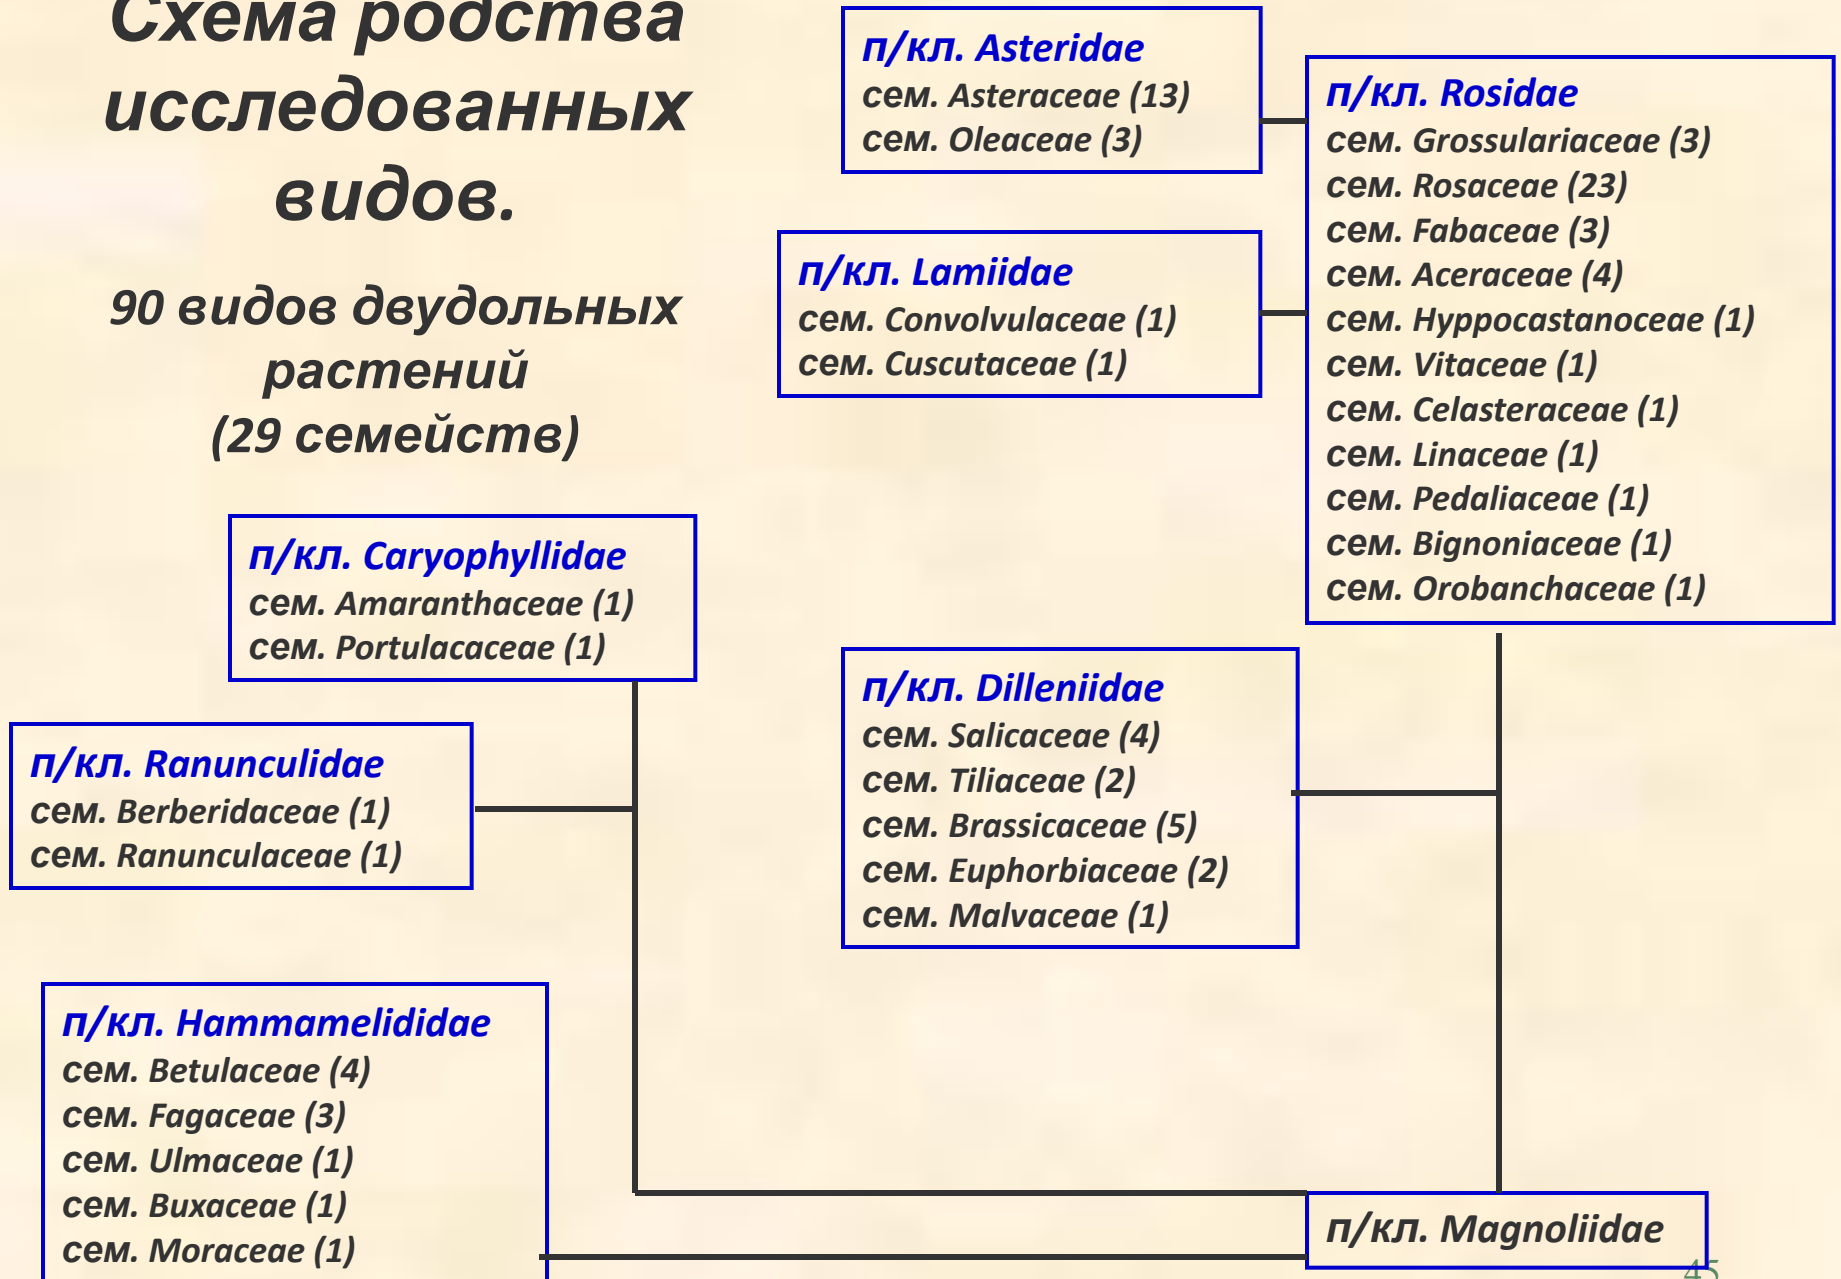 Схема родства
исследованных
видов.
90 видов двудольных
растений
(29 семейств)
п/кл. Asteridae
сем. Asteraceae (13)
сем. Oleaceae (3)
п/кл. Rosidae
сем. Grossulariaceae (3)
сем. Rosaceae (23)
сем. Fabaceae (3)
сем. Aceraceae (4)
сем. Hyppocastanoceae (1)
сем. Vitaceae (1)
сем. Celasteraceae (1)
сем. Linaceae (1)
сем. Pedaliaceae (1)
сем. Bignoniaceae (1)
сем. Orobanchaceae (1)
п/кл. Lamiidae
сем. Convolvulaceae (1)
сем. Cuscutaceae (1)
п/кл. Caryophyllidae
сем. Amaranthaceae (1)
сем. Portulacaceae (1)
п/кл. Dilleniidae
сем. Salicaceae (4)
сем. Tiliaceae (2)
сем. Brassicaceae (5)
сем. Euphorbiaceae (2)
сем. Malvaceae (1)
п/кл. Ranunculidae
сем. Berberidaceae (1)
сем. Ranunculaceae (1)
п/кл. Hammamelididae
сем. Betulaceae (4)
сем. Fagaceae (3)
сем. Ulmaceae (1)
сем. Buxaceae (1)
сем. Moraceae (1)
п/кл. Magnoliidae
45